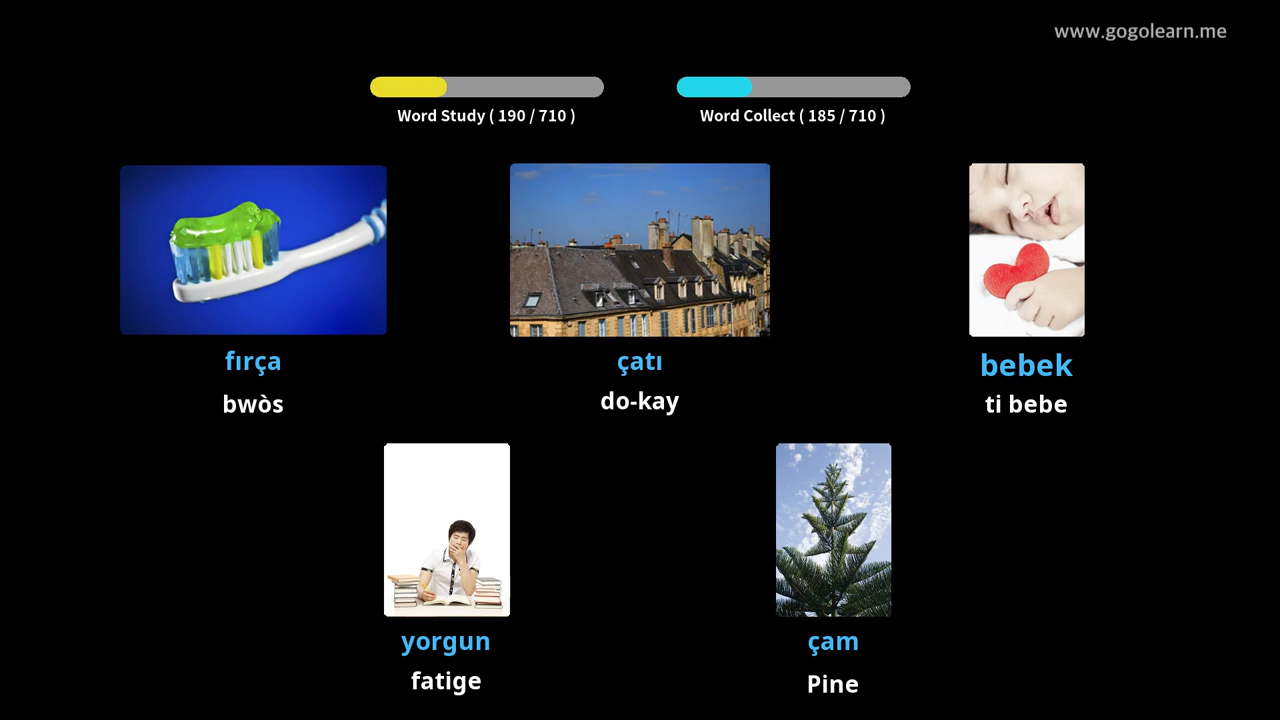 www.gogolearn.me
Word Study ( 190 / 710 )
Word Collect ( 185 / 710 )
fırça
bwòs
çatı
do-kay
bebek
ti bebe
yorgun
fatige
çam
Pine